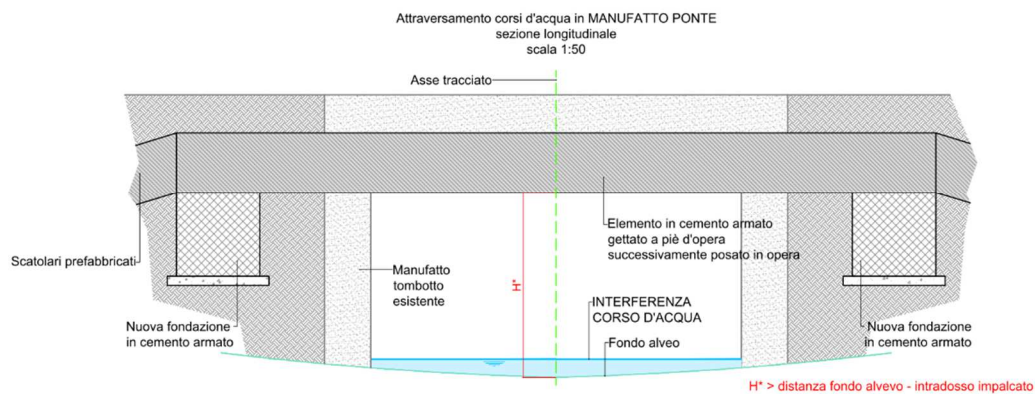 Attraversamento corsi d'acqua in MANUFATTO PONTE
sezione longitudinale
scala 1:50
Asse tracciato
Elemento in cemento armato
gettato a piè d'opera
successivamente posato in opera
Scatolari prefabbricati
Manufatto
tombotto
esistente
H*
INTERFERENZA
CORSO D'ACQUA
Nuova fondazione
in cemento armato
Fondo alveo
Nuova fondazione
in cemento armato
H* > distanza fondo alvevo - intradosso impalcato